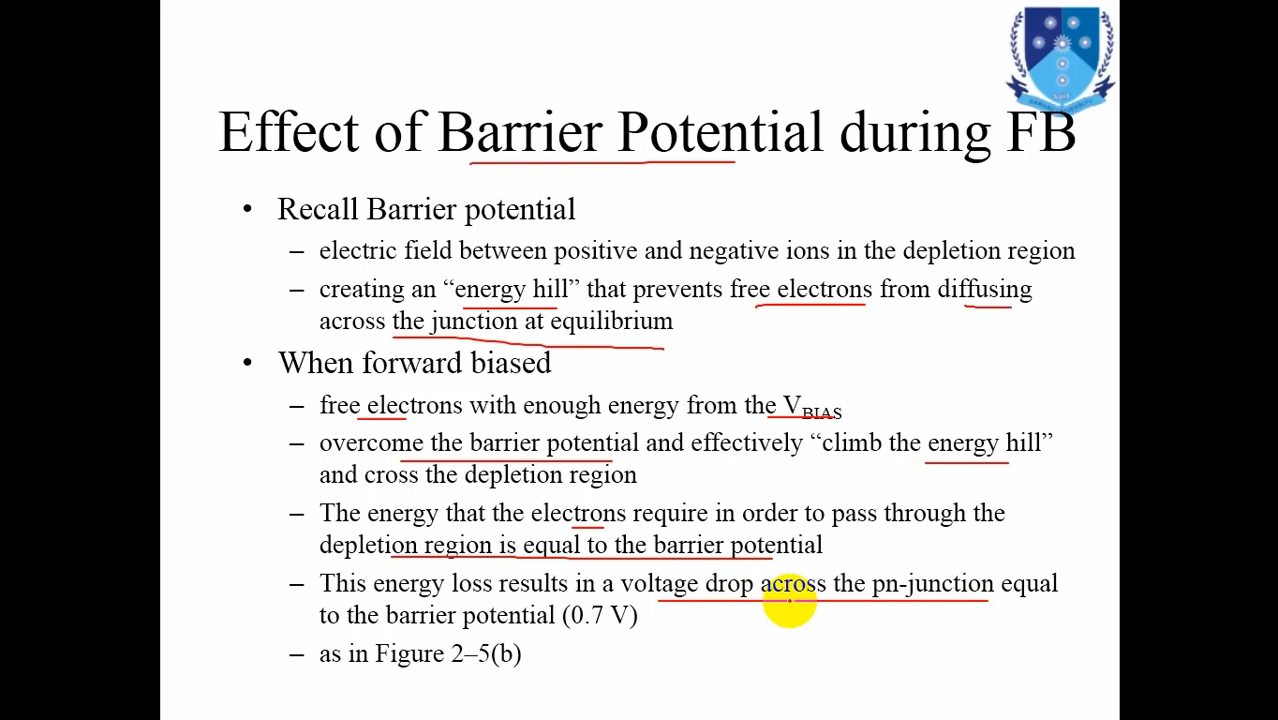 Effect of Barrier Potential during FB
• Recall Barrier potential
– electric field between positive and negative ions in the depletion region
– creating an “energy hill” that prevents free electrons from diffusing
across the junction at equilibrium
• When forward biased
– free electrons with enough energy from the VBIAS
– overcome the barrier potential and effectively “climb the energy hill”
and cross the depletion region
– The energy that the electrons require in order to pass through the
depletion region is equal to the barrier potential
– This energy loss results in a voltage drop across the pn-junction equal
to the barrier potential (0.7 V)
– as in Figure 2–5(b)